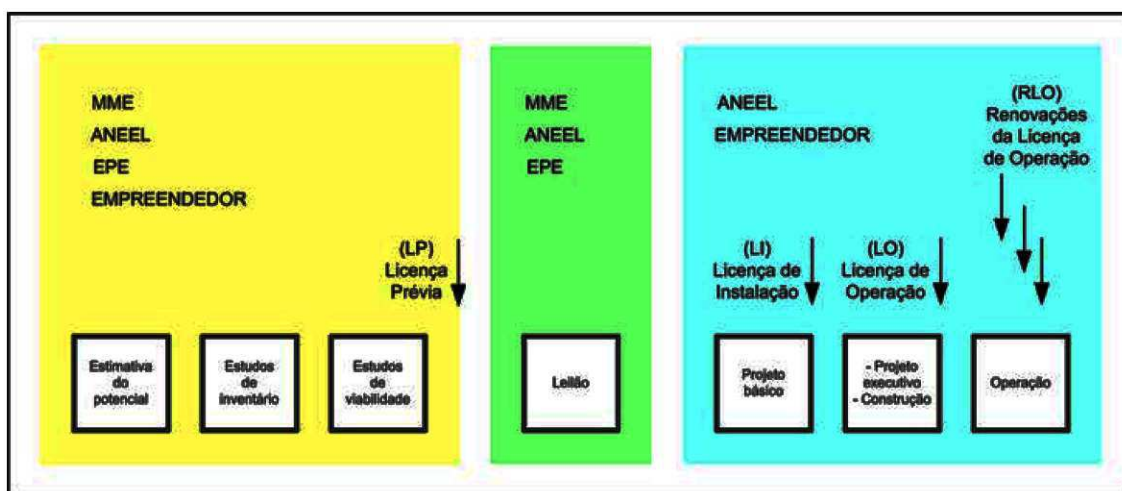 MME
ANEEL
EPE
EMPREENDEDOR
(LP)
Licença
Prévia
Estimativa
do
potencial
Estudos
de
inventário
Estudos
de
viabilidade
MME
ANEEL
EPE
Leilão
ANEEL
EMPREENDEDOR
(RLO)
Renovações
da Licença
de Operação
(LI)
Licença de
Instalação
(LO)
Licença de
Operação
Projeto
básico
- Projeto
executivo
- Construção
Operação